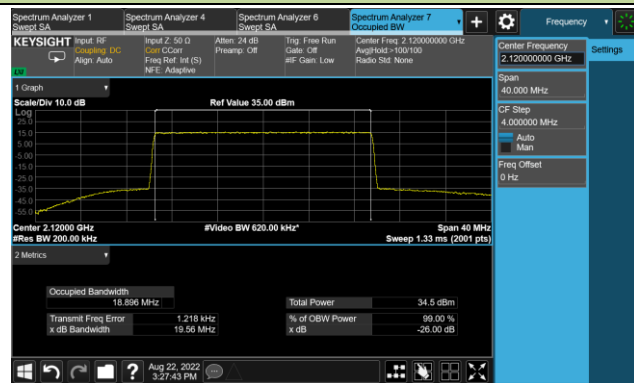 Spectrum Analyzer 1
Swept SA
Spectrum Analyzer 4
Swept SA
Spectrum Analyzer 6
Swept SA
Spectrum Analyzer 7
Occupied BW
Frequency
KEYSIGHT
Input: RF
Coupling: DC
Align: Auto
Input Z: 50 Ω
Corr CCorr
Freq Ref: Int (S)
NFE: Adaptive
Atten: 24 dB
Preamp: Off
Trig: Free Run
Gate: Off
#IF Gain: Low
Center Freq: 2.120000000 GHz
Avg|Hold:>100/100
Radio Std: None
Center Frequency
2.120000000 GHz
Settings
Span
40.000 MHz
CF Step
4.000000 MHz
Auto
Man
Freq Offset
0 Hz
1 Graph
Scale/Div 10.0 dB
Ref Value 35.00 dBm
Log
25.0
15.0
5.00
-5.00
-15.0
-25.0
-35.0
-45.0
-55.0
Center 2.12000 GHz
#Video BW 620.00 kHz*
Span 40 MHz
#Res BW 200.00 kHz
Sweep 1.33 ms (2001 pts)
2 Metrics
Occupied Bandwidth
18.896 MHz
Total Power
34.5 dBm
Transmit Freq Error
1.218 kHz
% of OBW Power
99.00 %
x dB Bandwidth
19.56 MHz
x dB
-26.00 dB
?
Aug 22, 2022
3:27:43 PM